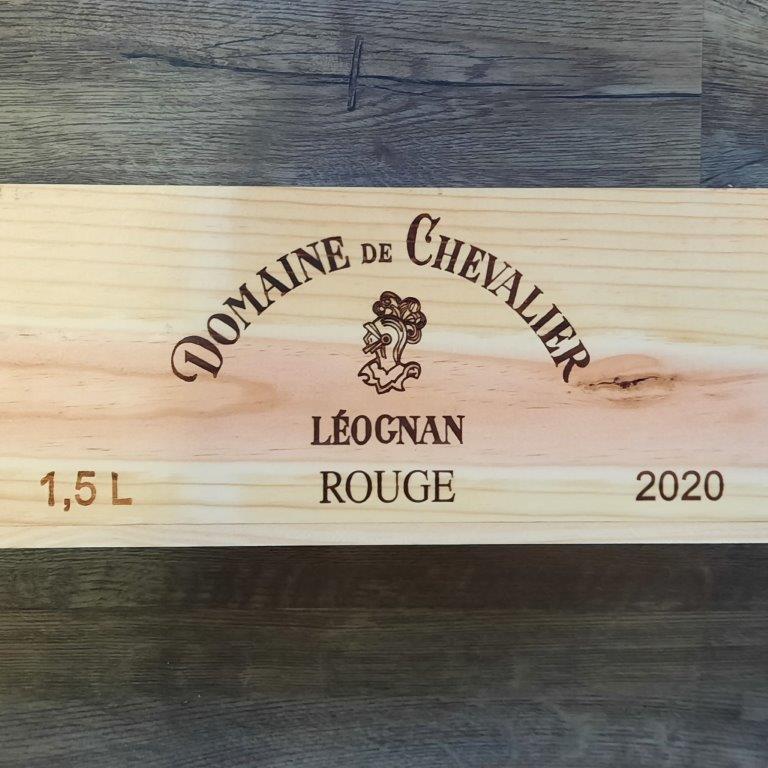 DOMAINE DE CHEVALIER
LÉOGNAN
1,5 L ROUGE 2020